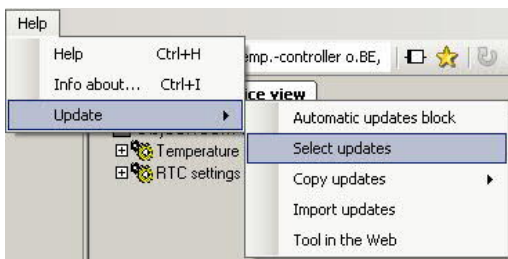 Help
Help Ctrl+H
emp.-controller o.BE,
Info about... Ctrl+I
view
Update
Automatic updates block
Temperature
Select updates
RTC settings
Copy updates
Import updates
Tool in the Web